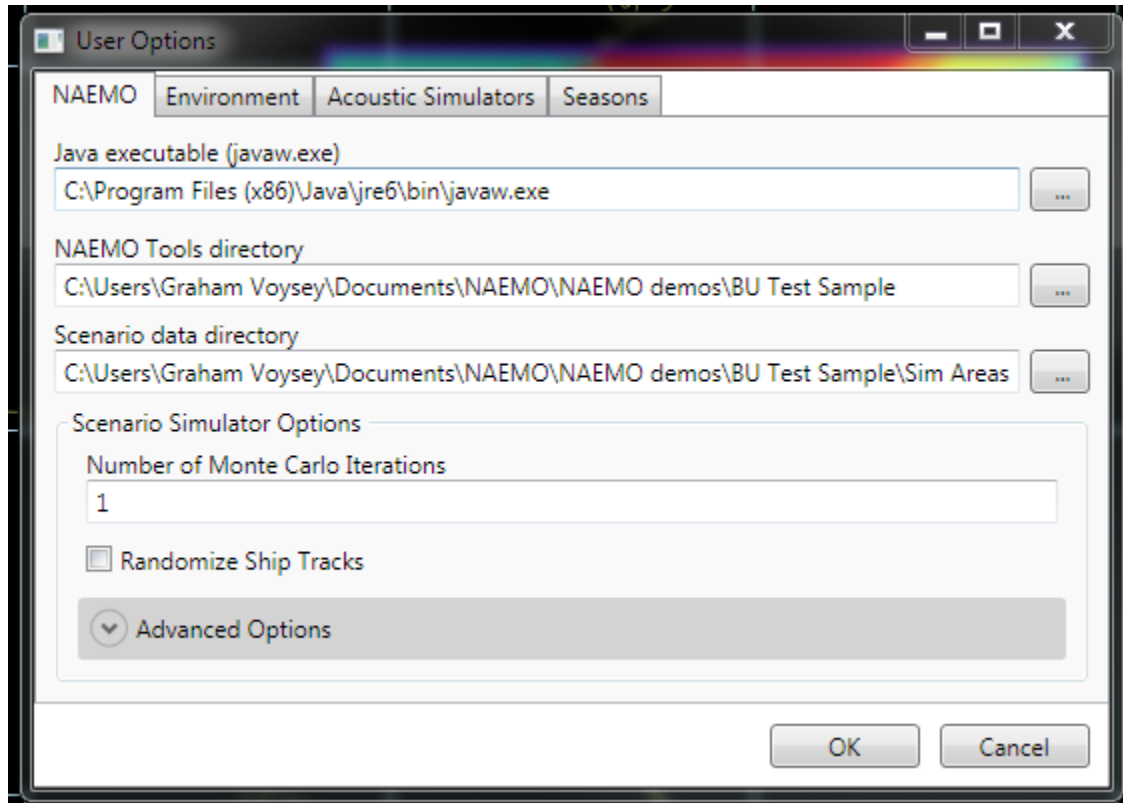 User Options
NAEMO Environment Acoustic Simulators Seasons
Java executable (javaw.exe)
C:\Program Files (x86)\Java\jre6\bin\javaw.exe ...
NAEMO Tools directory
C:\Users\Graham Voysey\Documents\NAEMO\NAEMO demos\BU Test Sample ...
Scenario data directory
C:\Users\Graham Voysey\Documents\NAEMO\NAEMO demos\BU Test Sample\Sim Areas ...
Scenario Simulator Options
Number of Monte Carlo Iterations
1
Randomize Ship Tracks
Advanced Options
OK Cancel